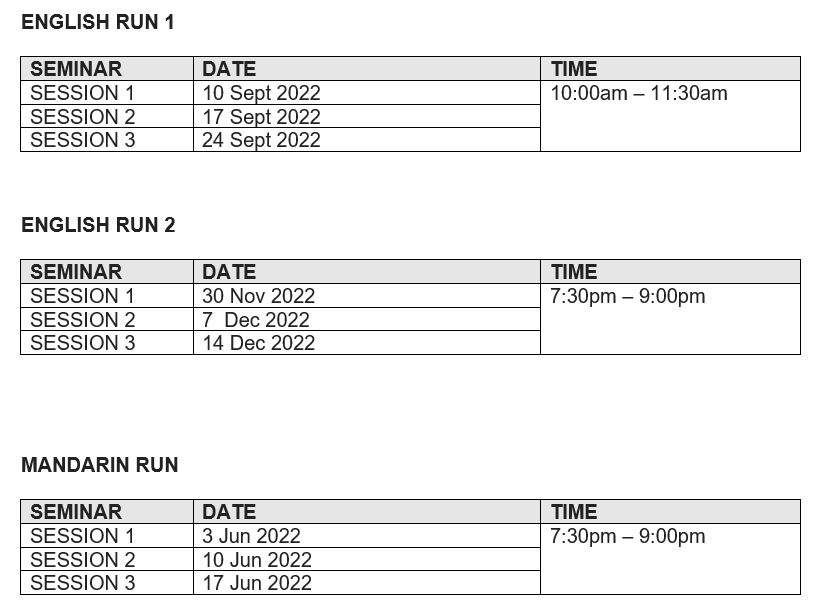 ENGLISH RUN 1
SEMINAR DATE TIME
SESSION 1 10 Sept 2022 10:00am – 11:30am
SESSION 2 17 Sept 2022
SESSION 3 24 Sept 2022
ENGLISH RUN 2
SEMINAR DATE TIME
SESSION 1 30 Nov 2022 7:30pm – 9:00pm
SESSION 2 7  Dec 2022
SESSION 3 14 Dec 2022
MANDARIN RUN
SEMINAR DATE TIME
SESSION 1 3 Jun 2022 7:30pm – 9:00pm
SESSION 2 10 Jun 2022
SESSION 3 17 Jun 2022